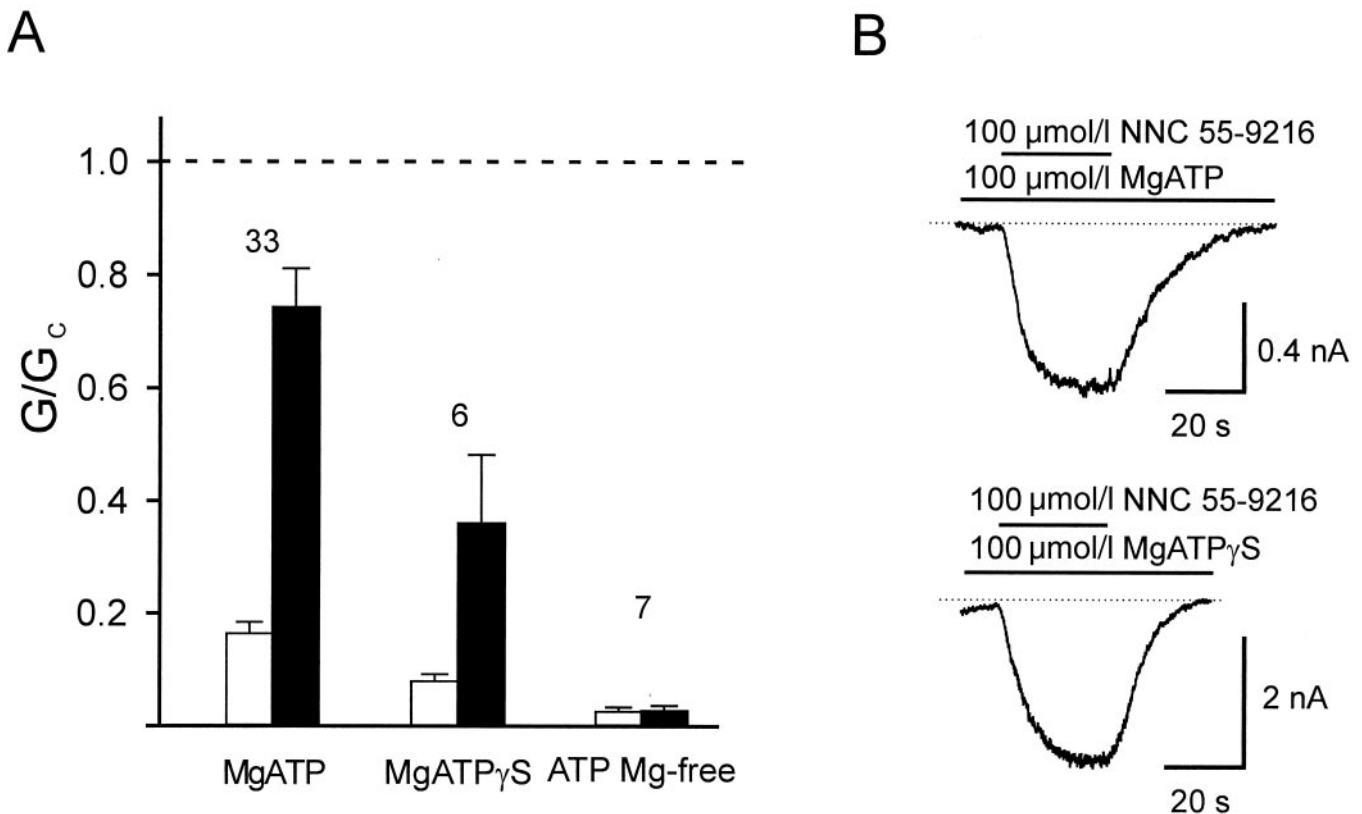 A
1.0
0.8
0.6
0.4
0.2
G/Gc
33
6
7
MgATP
MgATPγS
ATP Mg-free
B
100 μmol/l NNC 55-9216
100 μmol/l MgATP
0.4 nA
20 s
100 μmol/l NNC 55-9216
100 μmol/l MgATPγS
2 nA
20 s